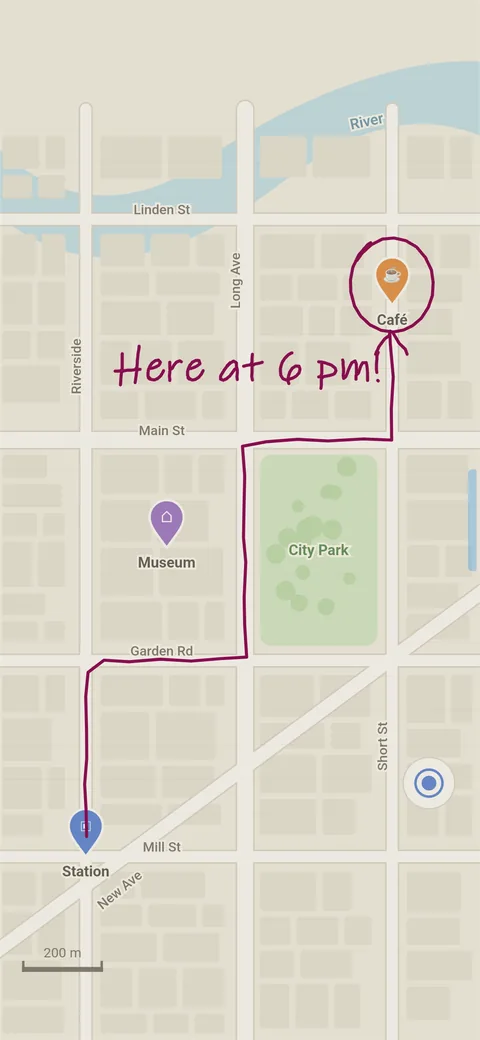 River
Linden St
Long Ave
Café
Riverside
Here at 6 pm!
Main St
Museum
City Park
Garden Rd
Short St
Mill St
Station
New Ave
200 m